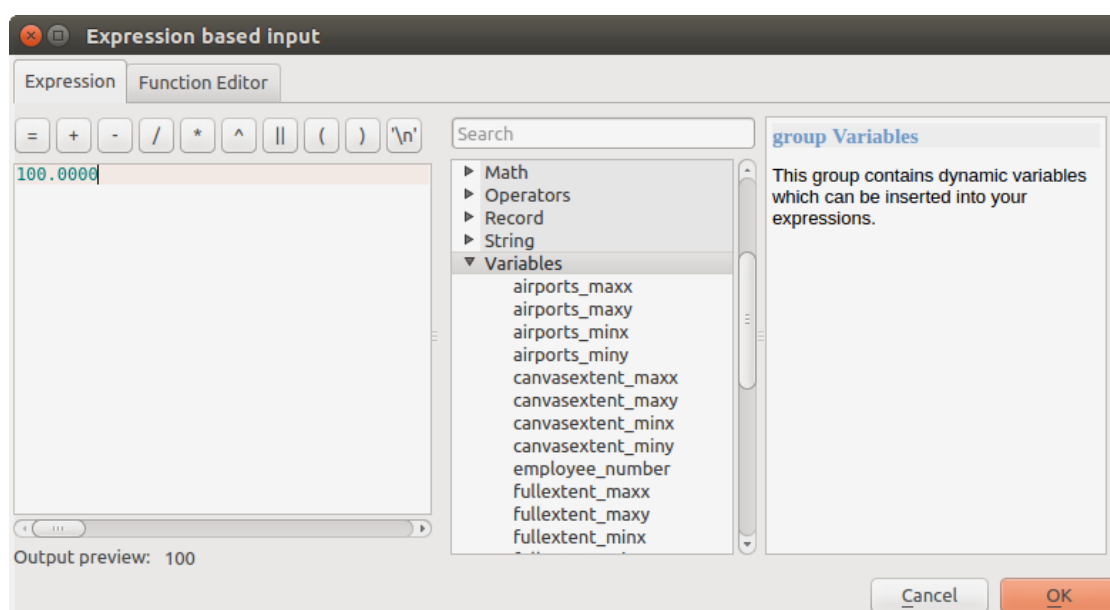 Expression based input
Expression
Function Editor
= + - / * ^ || ( ) '\n'
100.0000
Output preview: 100
Search
Math
Operators
Record
String
Variables
airports_maxx
airports_maxy
airports_minx
airports_miny
canvasextent_maxx
canvasextent_maxy
canvasextent_minx
canvasextent_miny
employee_number
fullextent_maxx
fullextent_maxy
fullextent_minx
group Variables
This group contains dynamic variables
which can be inserted into your
expressions.
Cancel
OK